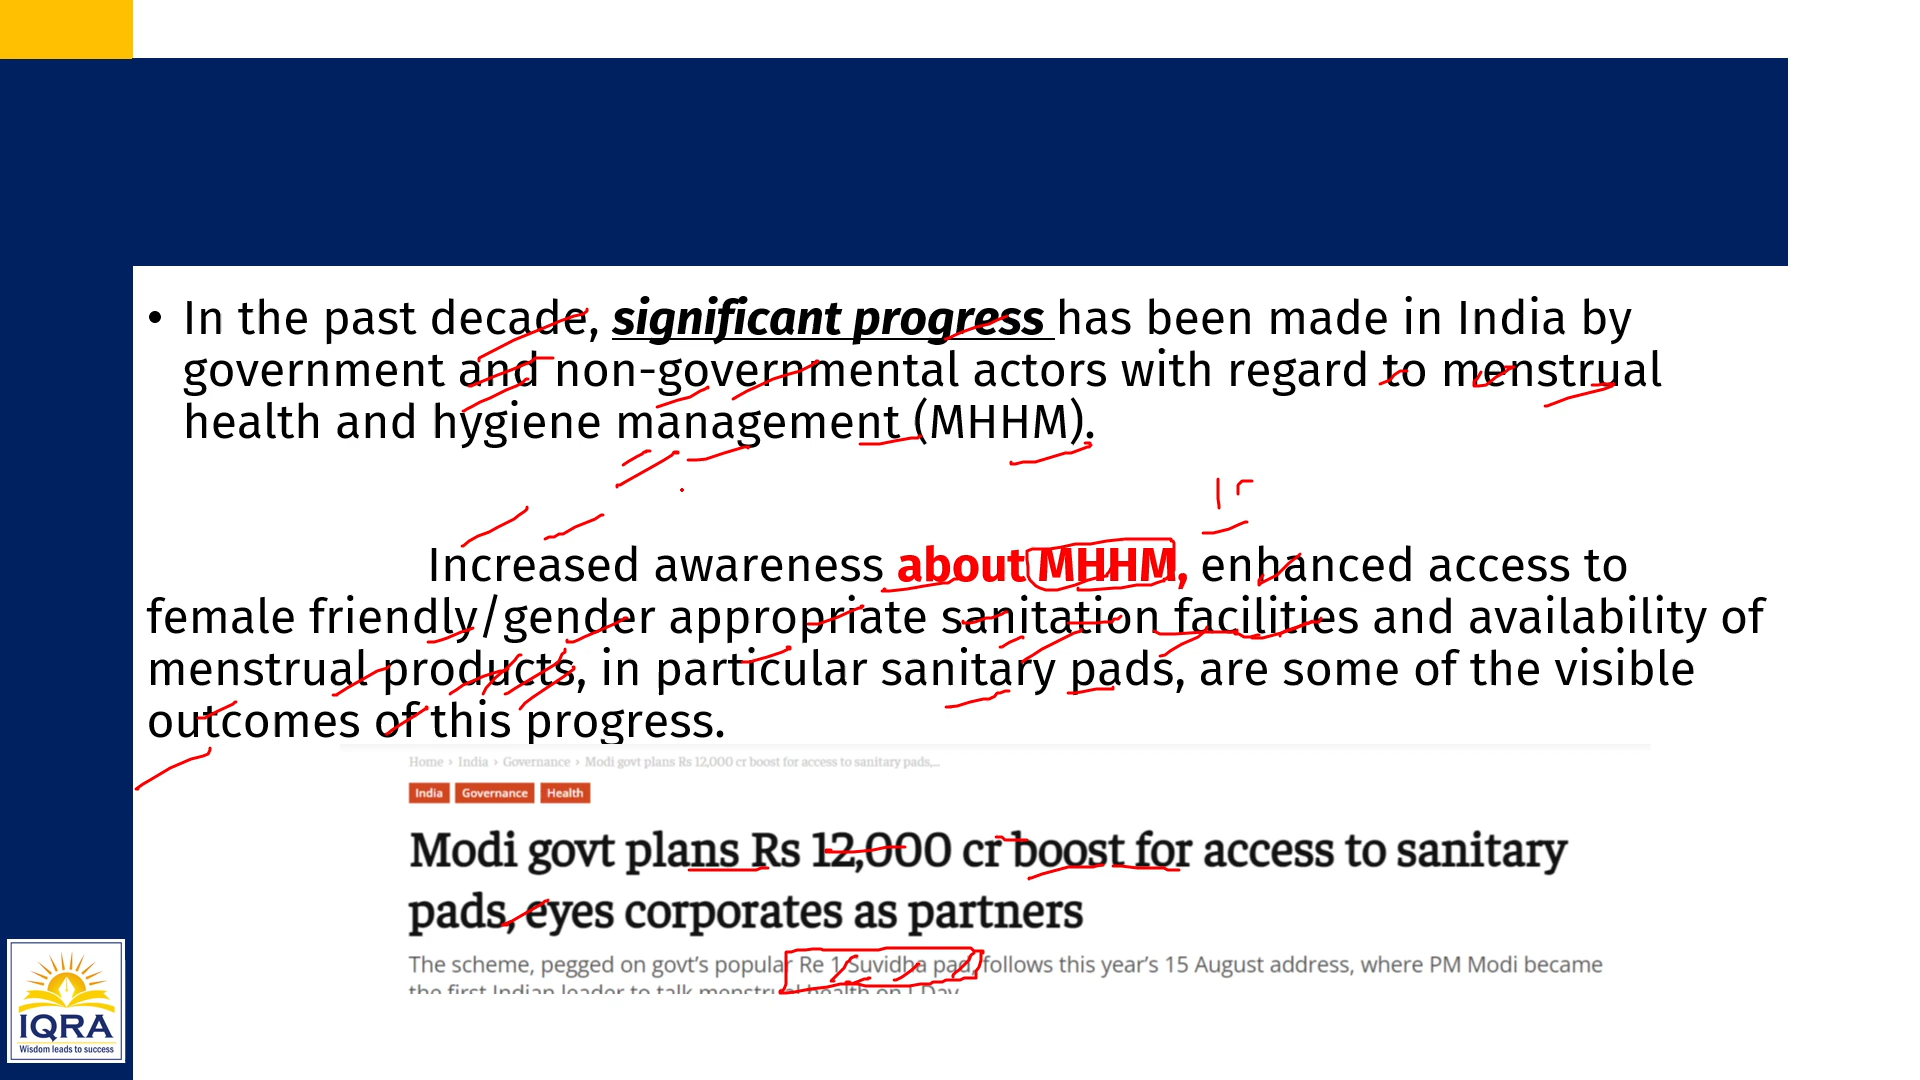 • In the past decade, significant progress has been made in India by
government and non-governmental actors with regard to menstrual
health and hygiene management (MHHM).
Increased awareness about MHHM, enhanced access to
female friendly/gender appropriate sanitation facilities and availability of
menstrual products, in particular sanitary pads, are some of the visible
outcomes of this progress.
Home › India › Governance › Modi govt plans Rs 12,000 cr boost for access to sanitary pads,...
India Governance Health
Modi govt plans Rs 12,000 cr boost for access to sanitary
pads, eyes corporates as partners
The scheme, pegged on govt's popular Re 1 Suvidha pad, follows this year's 15 August address, where PM Modi became
the first Indian leader to talk menstrual health on I-Day.
IQRA
Wisdom leads to success